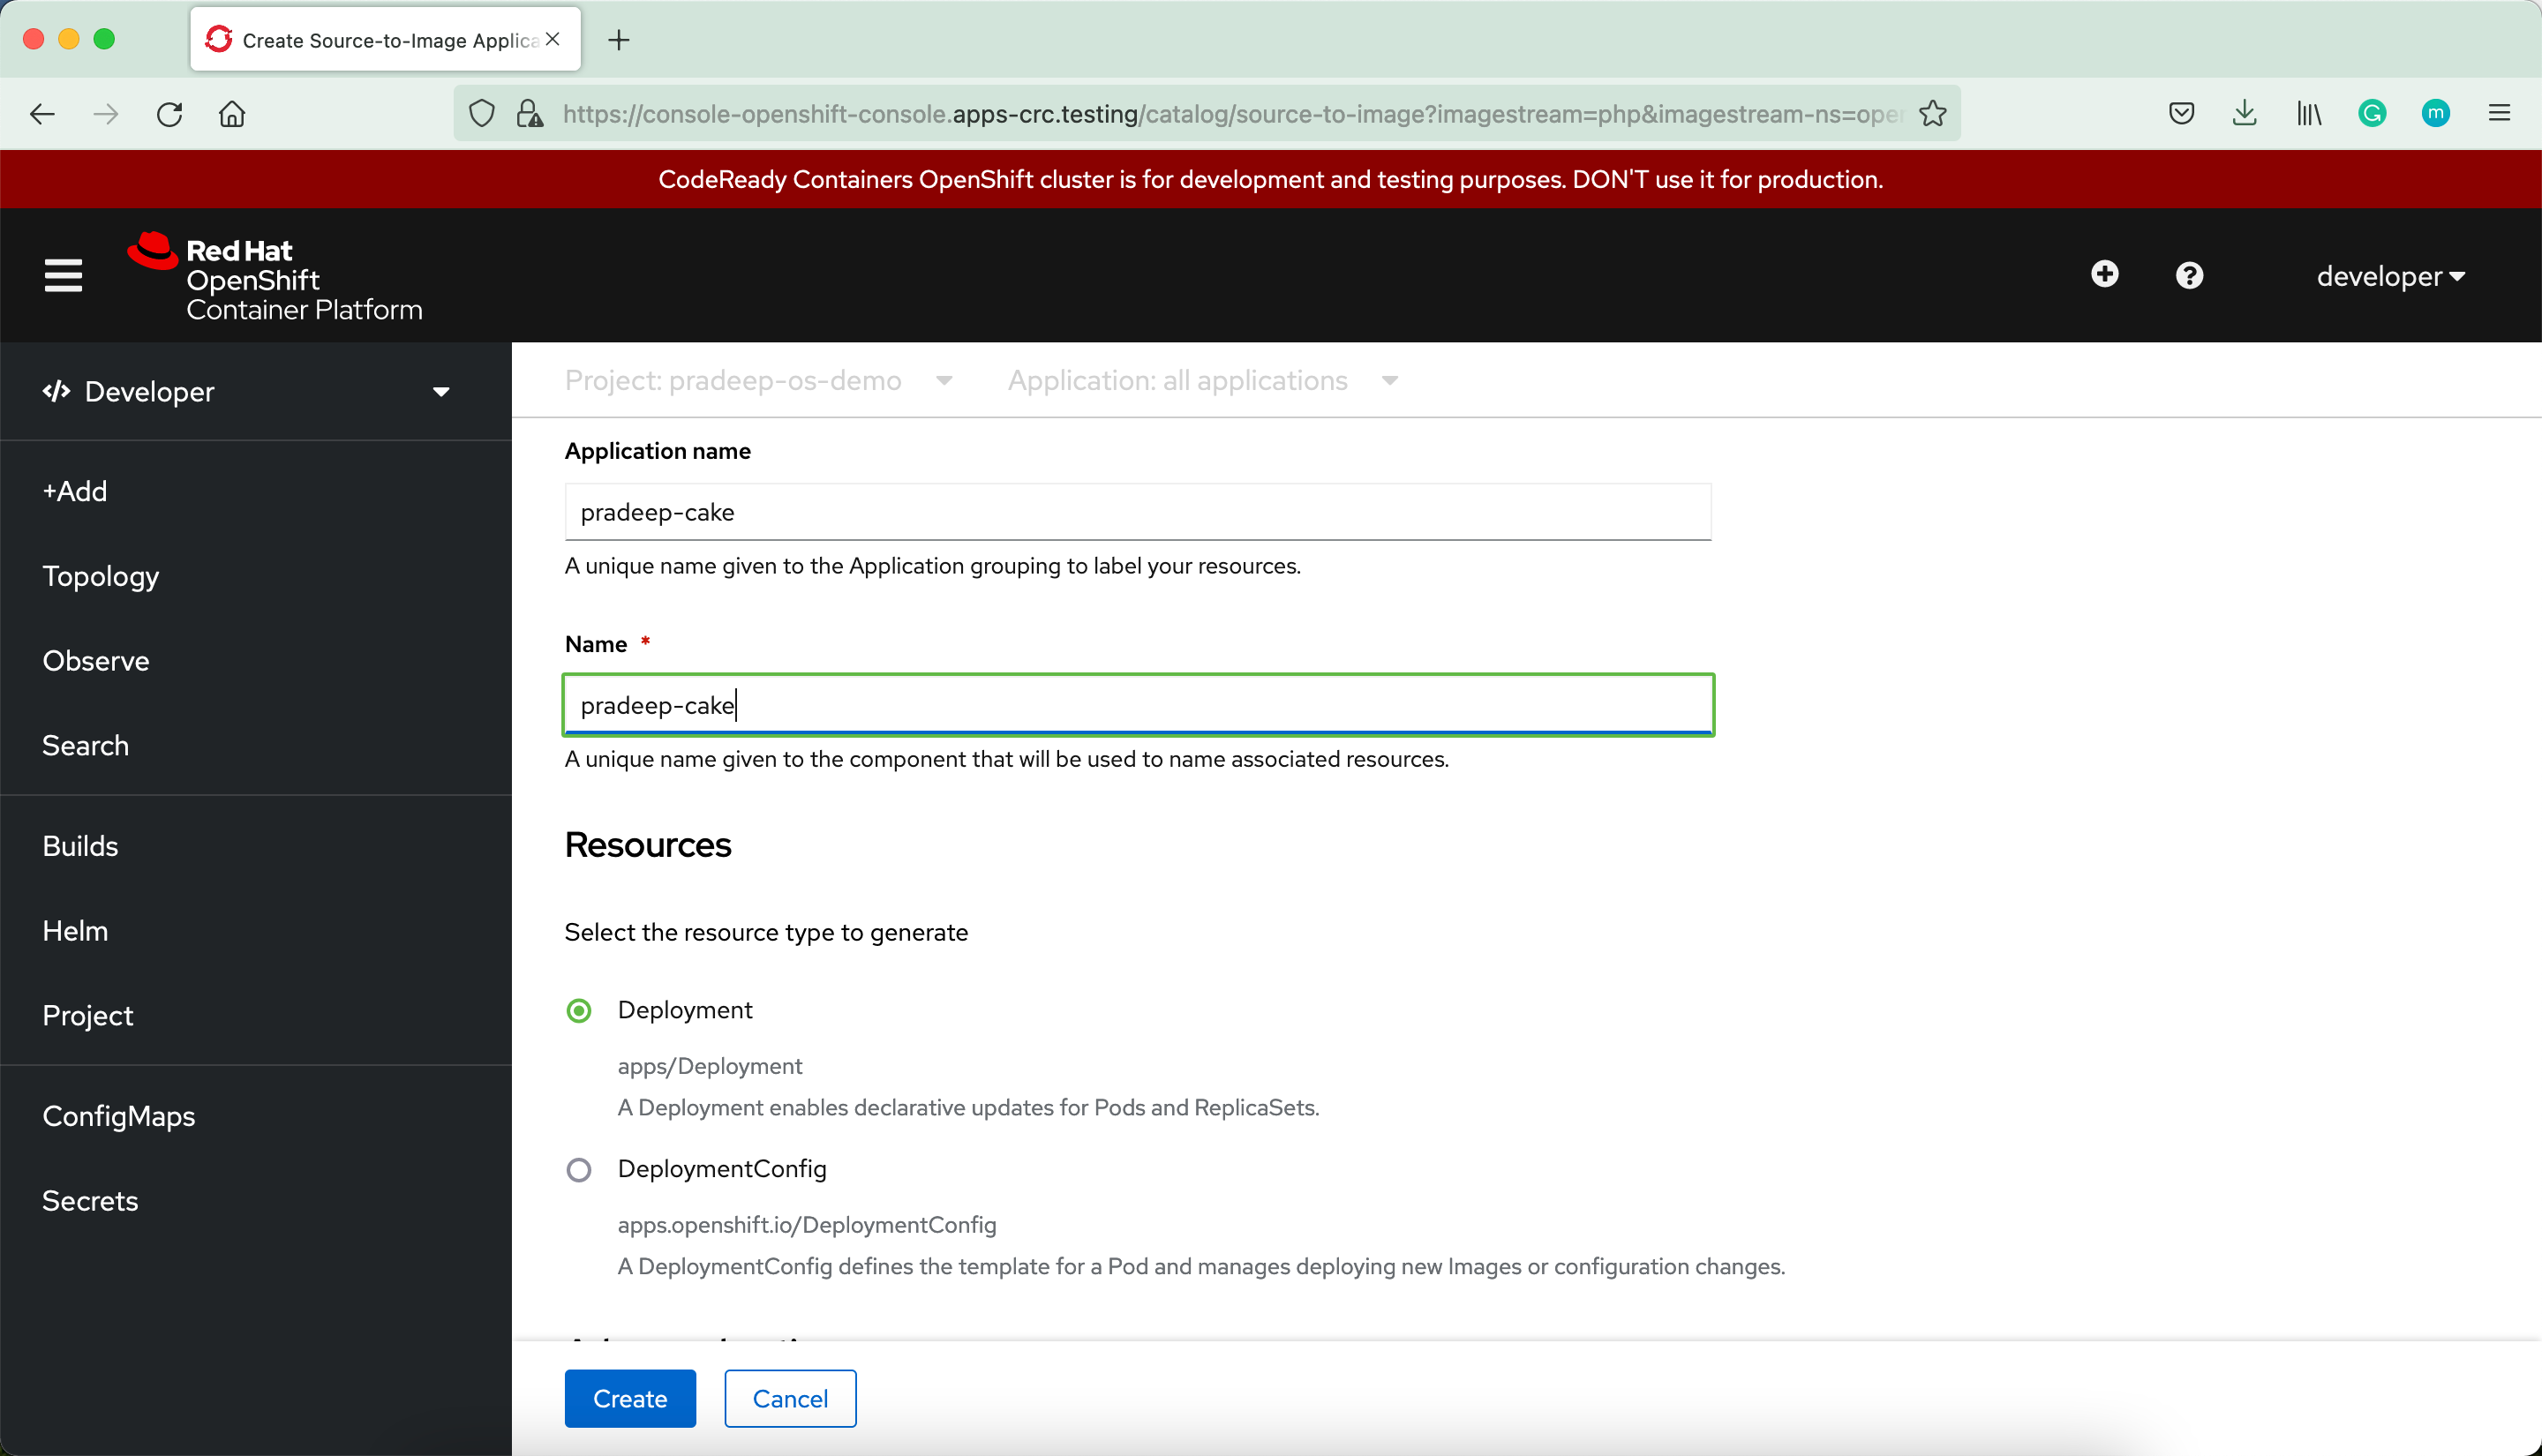 Create Source-to-Image Applica
https://console-openshift-console.apps-crc.testing/catalog/source-to-image?imagestream=php&imagestream-ns=oper
m
CodeReady Containers OpenShift cluster is for development and testing purposes. DON'T use it for production.
Red Hat
OpenShift
Container Platform
developer
Developer
Project: pradeep-os-demo
Application: all applications
+Add
Topology
Observe
Search
Builds
Helm
Project
ConfigMaps
Secrets
Application name
pradeep-cake
A unique name given to the Application grouping to label your resources.
Name *
pradeep-cake
A unique name given to the component that will be used to name associated resources.
Resources
Select the resource type to generate
Deployment
apps/Deployment
A Deployment enables declarative updates for Pods and ReplicaSets.
DeploymentConfig
apps.openshift.io/DeploymentConfig
A DeploymentConfig defines the template for a Pod and manages deploying new Images or configuration changes.
Create
Cancel